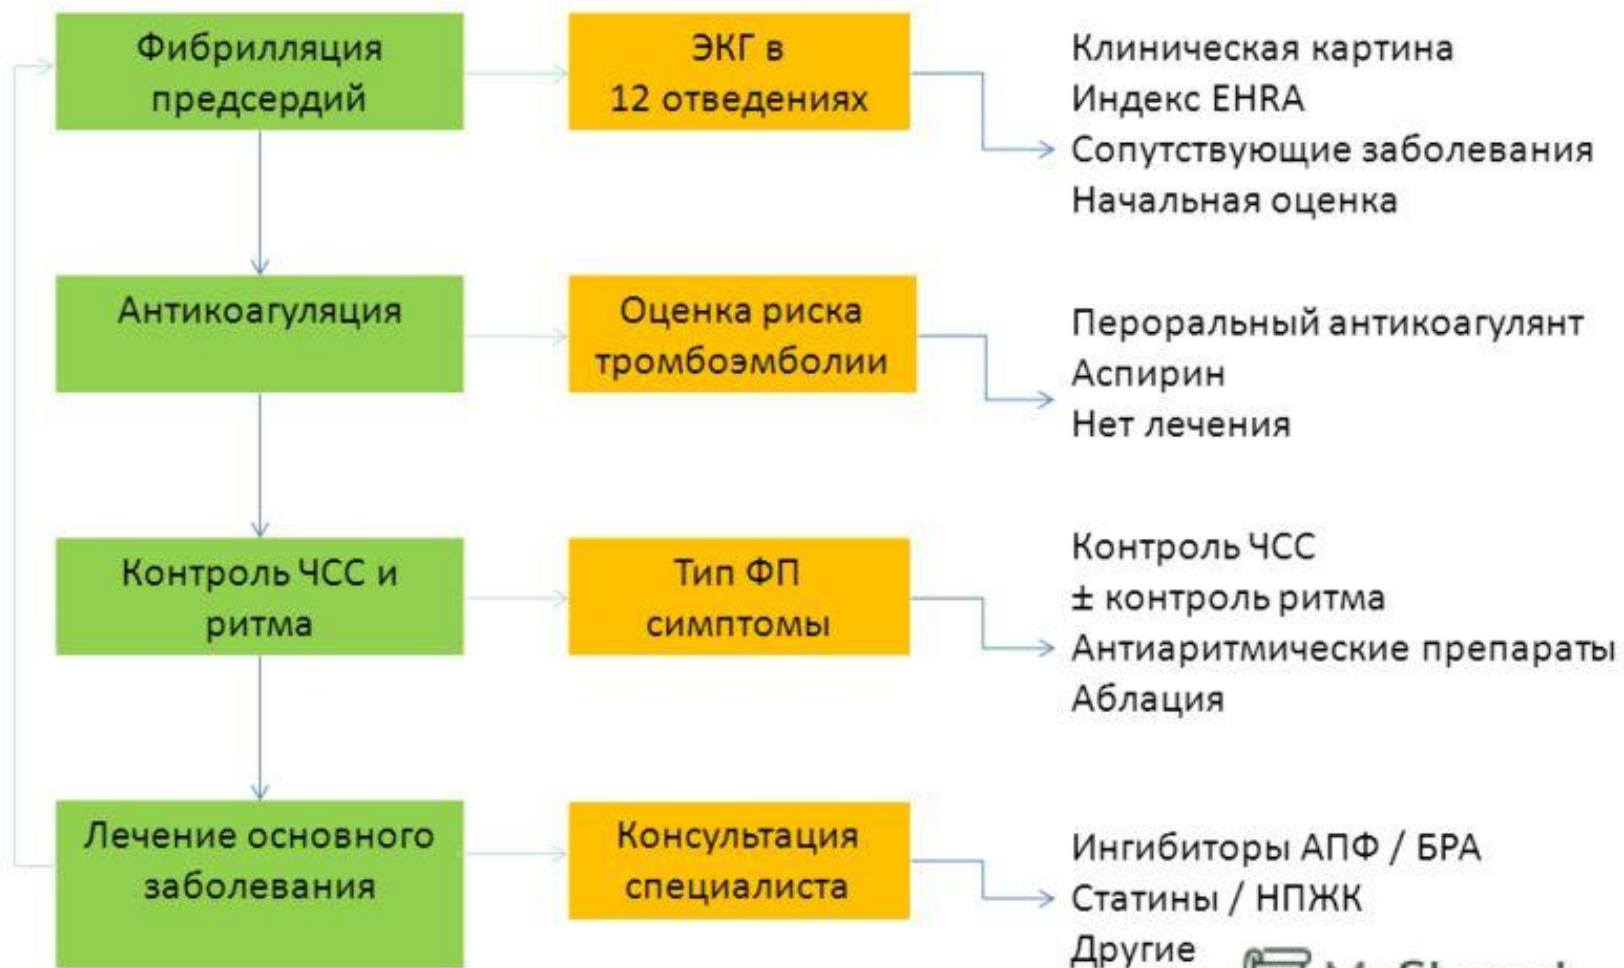 Фибрилляция
предсердий
ЭКГ в
12 отведениях
Клиническая картина
Индекс EHRA
Сопутствующие заболевания
Начальная оценка
Антикоагуляция
Оценка риска
тромбоэмболии
Пероральный антикоагулянт
Аспирин
Нет лечения
Контроль ЧСС и
ритма
Тип ФП
симптомы
Контроль ЧСС
± контроль ритма
Антиаритмические препараты
Аблация
Лечение основного
заболевания
Консультация
специалиста
Ингибиторы АПФ / БРА
Статины / НПЖК
Другие